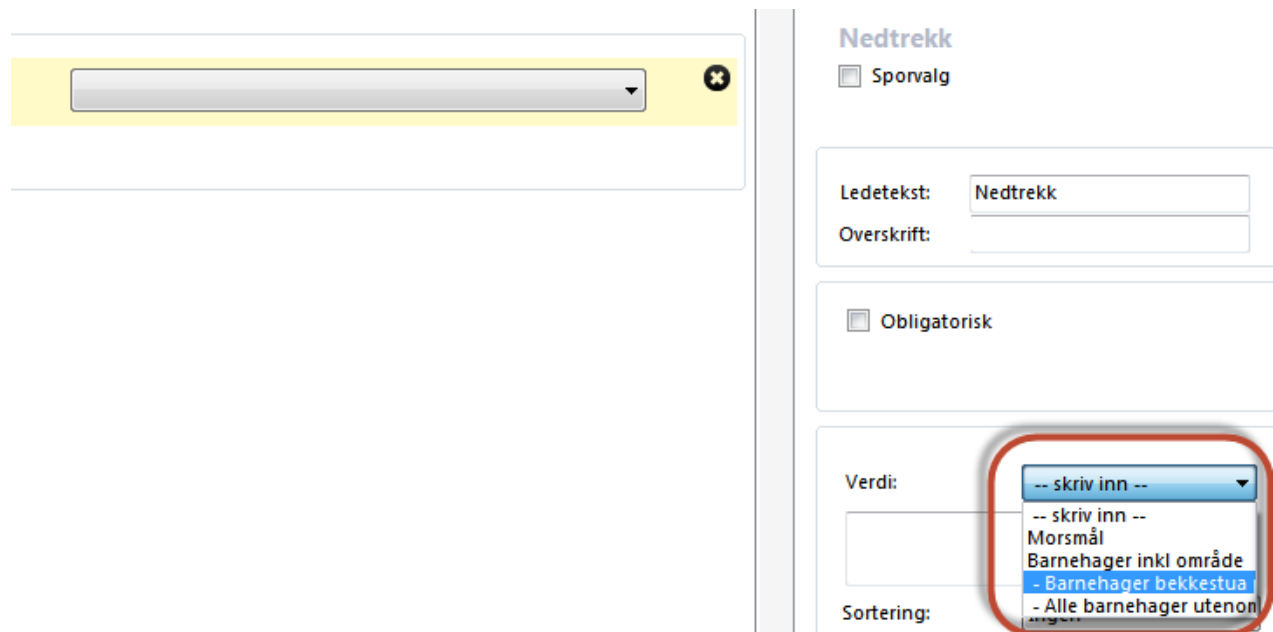 Nedtrekk
Sporvalg
Ledetekst: Nedtrekk
Overskrift:
Obligatorisk
Verdi: -- skriv inn --
-- skriv inn --
Morsmål
Barnehager inkl område
- Barnehager bekkestua
- Alle barnehager utenom
Sortering: Ingen